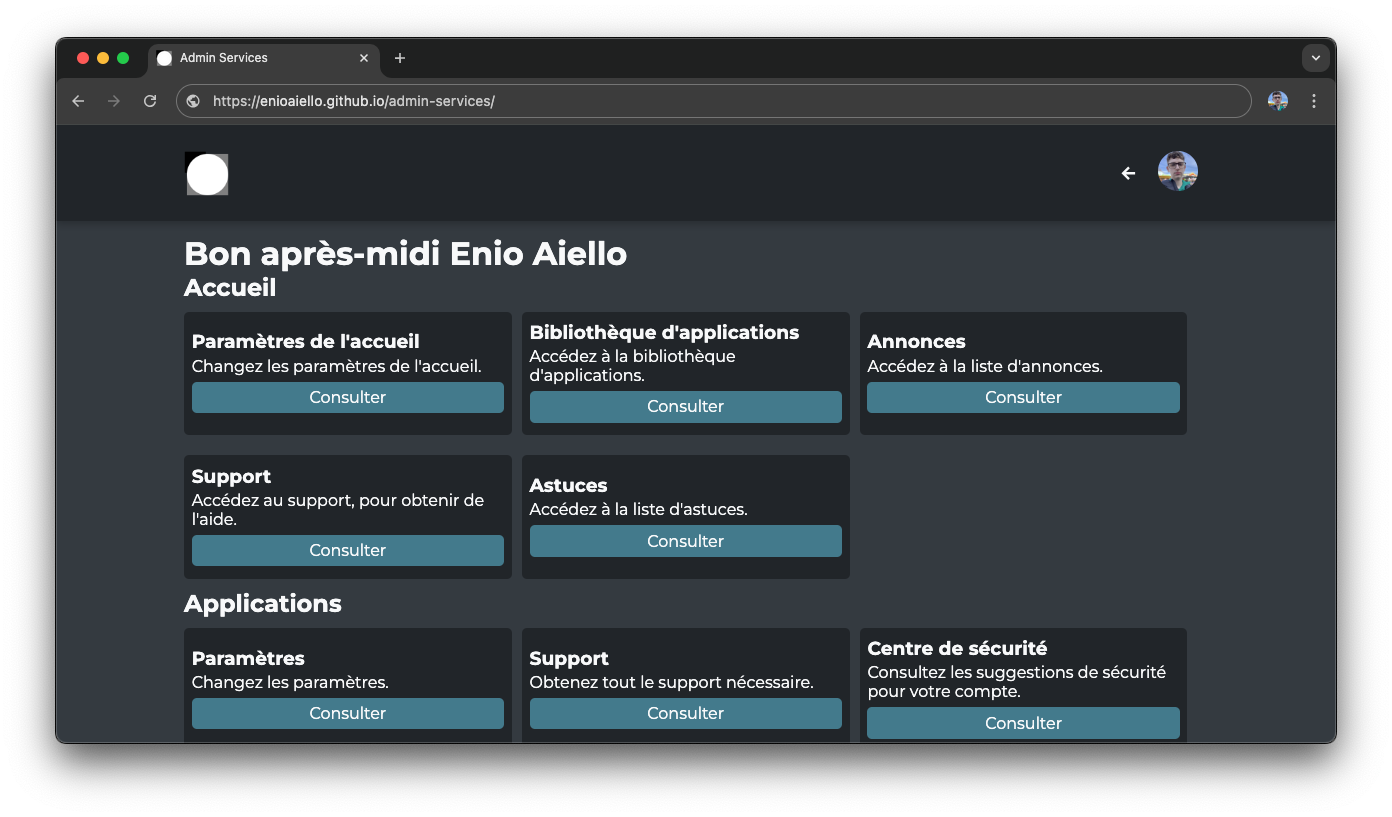 Admin Services
https://enioaiello.github.io/admin-services/
Bon après-midi Enio Aiello
Accueil
Paramètres de l'accueil
Changez les paramètres de l'accueil.
Consulter
Bibliothèque d'applications
Accédez à la bibliothèque
d'applications.
Consulter
Annonces
Accédez à la liste d'annonces.
Consulter
Support
Accédez au support, pour obtenir de
l'aide.
Consulter
Astuces
Accédez à la liste d'astuces.
Consulter
Applications
Paramètres
Changez les paramètres.
Consulter
Support
Obtenez tout le support nécessaire.
Consulter
Centre de sécurité
Consultez les suggestions de sécurité
pour votre compte.
Consulter